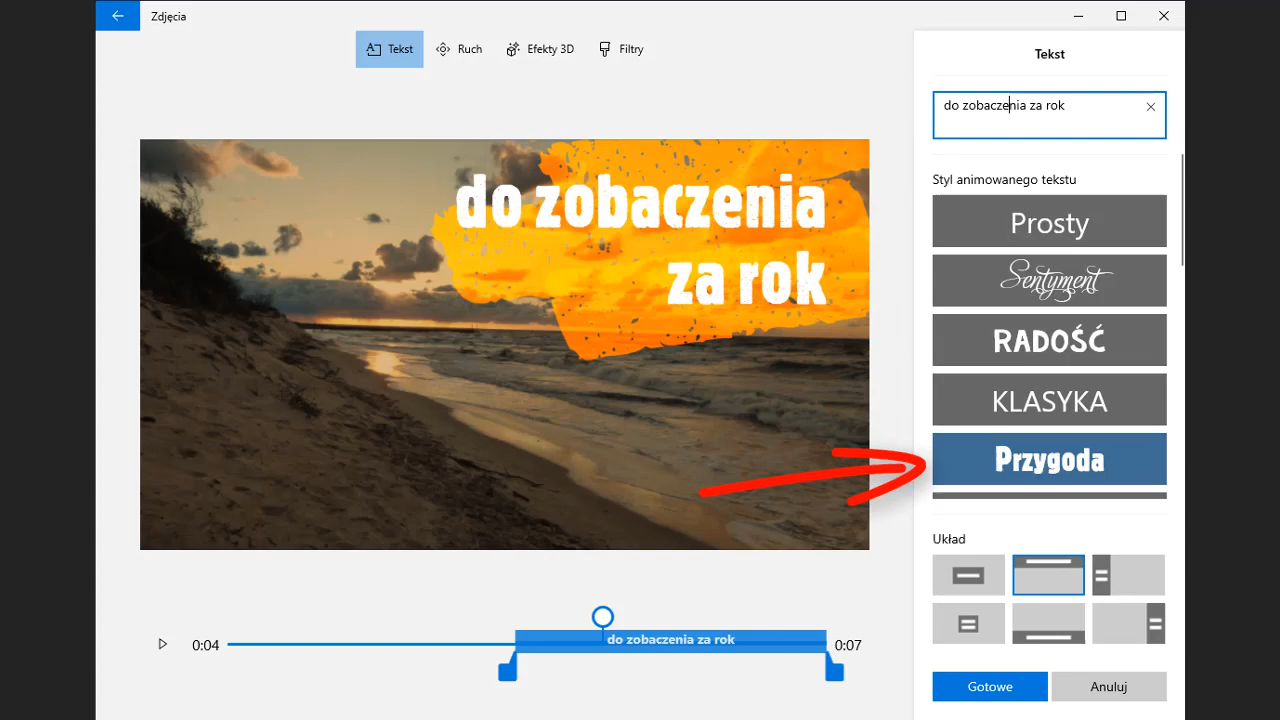 Zdjęcia
Tekst
Ruch
Efekty 3D
Filtry
do zobaczenia
za rok
0:04
do zobaczenia za rok
0:07
Tekst
do zobaczenia za rok
Styl animowanego tekstu
Prosty
Sentyment
RADOŚĆ
KLASYKA
Przygoda
Układ
Gotowe
Anuluj